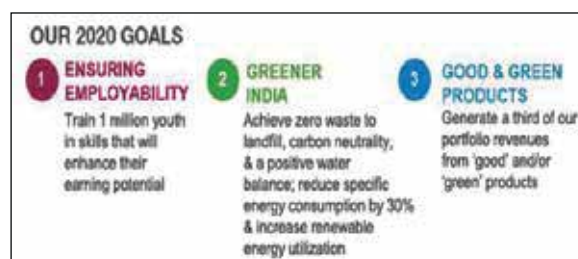 OUR 2020 GOALS
1 ENSURING
EMPLOYABILITY
Train 1 million youth
in skills that will
enhance their
earning potential
2 GREENER
INDIA
Achieve zero waste to
landfill, carbon neutrality,
& a positive water
balance; reduce specific
energy consumption by 30%
& increase renewable
energy utilization
3 GOOD & GREEN
PRODUCTS
Generate a third of our
portfolio revenues
from 'good' and/or
'green' products